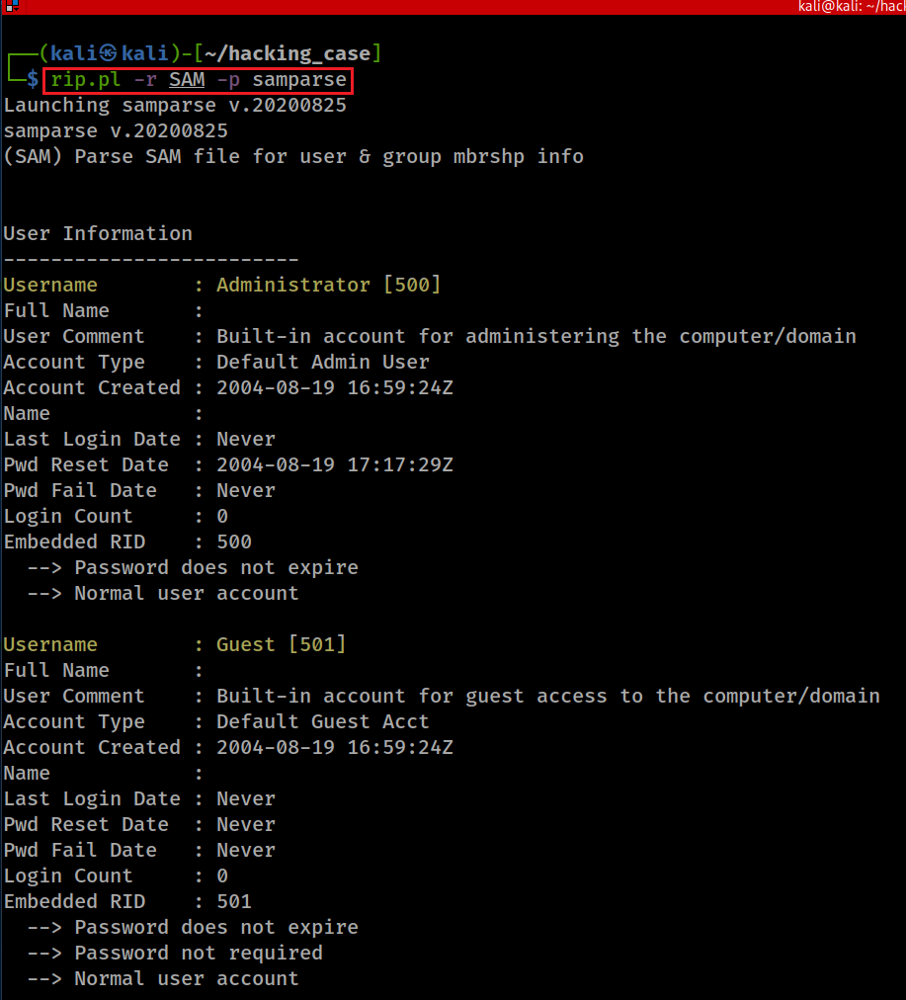 kali@kali: ~/hack
(kali㉿kali)-[~/hacking_case]
$ rip.pl -r SAM -p samparse
Launching samparse v.20200825
samparse v.20200825
(SAM) Parse SAM file for user & group mbrshp info
User Information
-------------------------
Username        : Administrator [500]
Full Name       :
User Comment    : Built-in account for administering the computer/domain
Account Type    : Default Admin User
Account Created : 2004-08-19 16:59:24Z
Name            :
Last Login Date : Never
Pwd Reset Date  : 2004-08-19 17:17:29Z
Pwd Fail Date   : Never
Login Count     : 0
Embedded RID    : 500
  --> Password does not expire
  --> Normal user account
Username        : Guest [501]
Full Name       :
User Comment    : Built-in account for guest access to the computer/domain
Account Type    : Default Guest Acct
Account Created : 2004-08-19 16:59:24Z
Name            :
Last Login Date : Never
Pwd Reset Date  : Never
Pwd Fail Date   : Never
Login Count     : 0
Embedded RID    : 501
  --> Password does not expire
  --> Password not required
  --> Normal user account